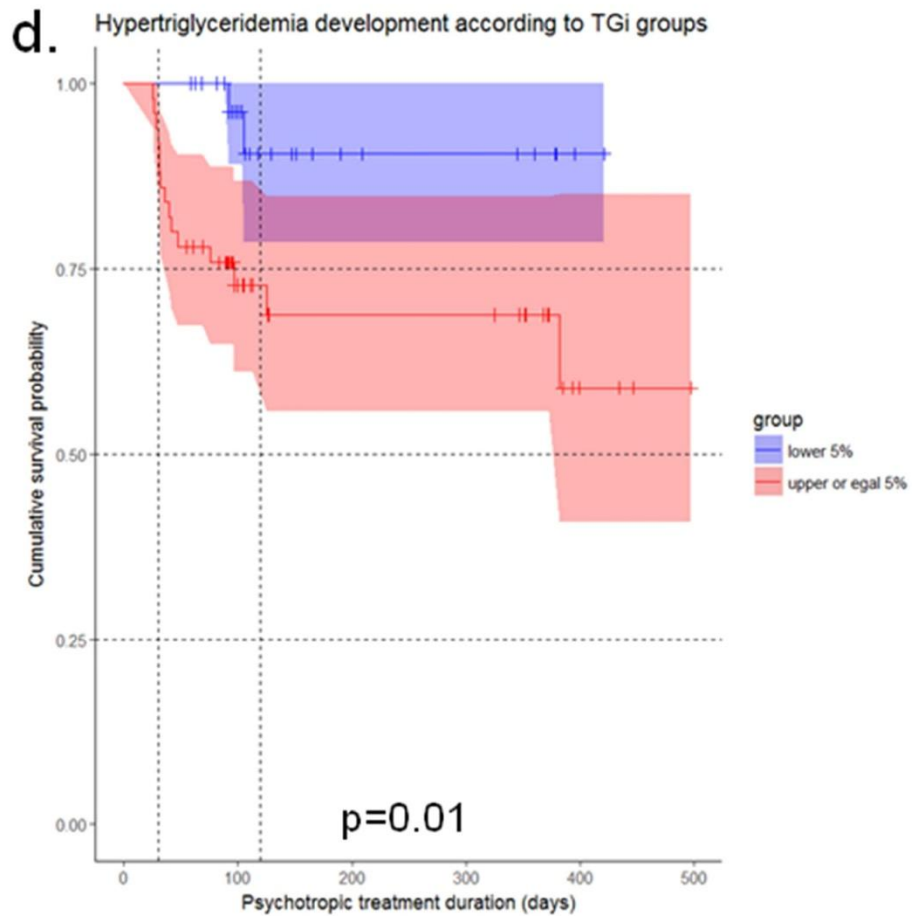 d.
Hypertriglyceridemia development according to TGi groups
1.00
0.75
0.50
0.25
0.00
Cumulative survival probability
p=0.01
0 100 200 300 400 500
Psychotropic treatment duration (days)
group
lower 5%
upper or egal 5%